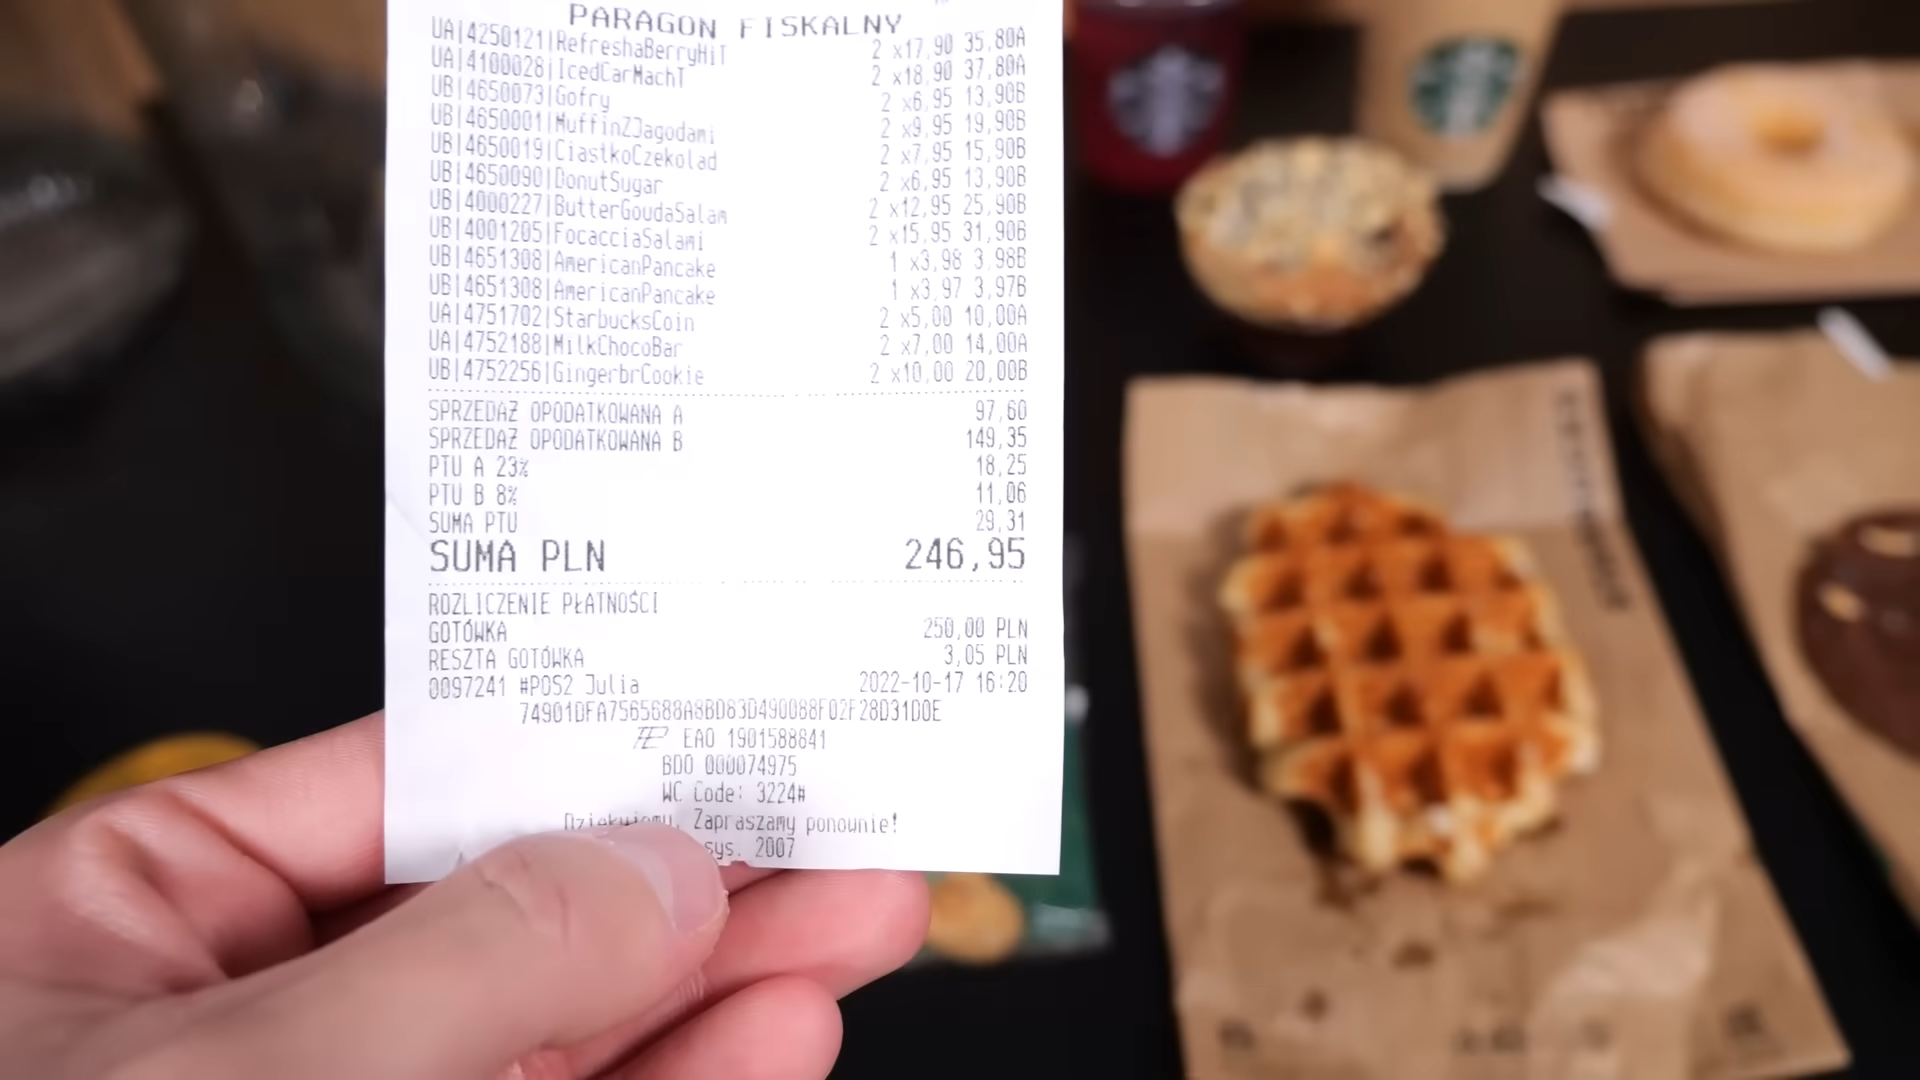 PARAGON FISKALNY
UA|4250121|RefreshaBerryHiT 2 x17,90 35,80A
UA|4100028|IcedCarMachT 2 x18,90 37,80A
UB|4650073|Gofry 2 x6,95 13,90B
UB|4650001|MuffinZJagodami 2 x9,95 19,90B
UB|4650019|CiastkoCzekolad 2 x7,95 15,90B
UB|4650090|DonutSugar 2 x6,95 13,90B
UB|4000227|ButterGoudaSalam 2 x12,95 25,90B
UB|4001205|FocacciaSalami 2 x15,95 31,90B
UB|4651308|AmericanPancake 1 x3,98 3,98B
UB|4651308|AmericanPancake 1 x3,97 3,97B
UA|4751702|StarbucksCoin 2 x5,00 10,00A
UA|4752188|MilkChocoBar 2 x7,00 14,00A
UB|4752256|GingerbrCookie 2 x10,00 20,00B
SPRZEDAŻ OPODATKOWANA A 97,60
SPRZEDAŻ OPODATKOWANA B 149,35
PTU A 23% 18,25
PTU B 8% 11,06
SUMA PTU 29,31
SUMA PLN 246,95
ROZLICZENIE PŁATNOŚCI
GOTÓWKA 250,00 PLN
RESZTA GOTÓWKA 3,05 PLN
0097241 #POS2 Julia 2022-10-17 16:20
74901DFA7565688A8BD83D490088F02F28D31D0E
EAO 1901588841
BDO 000074975
WC Code: 3224#
Dziękujemy, Zapraszamy ponownie!
sys. 2007